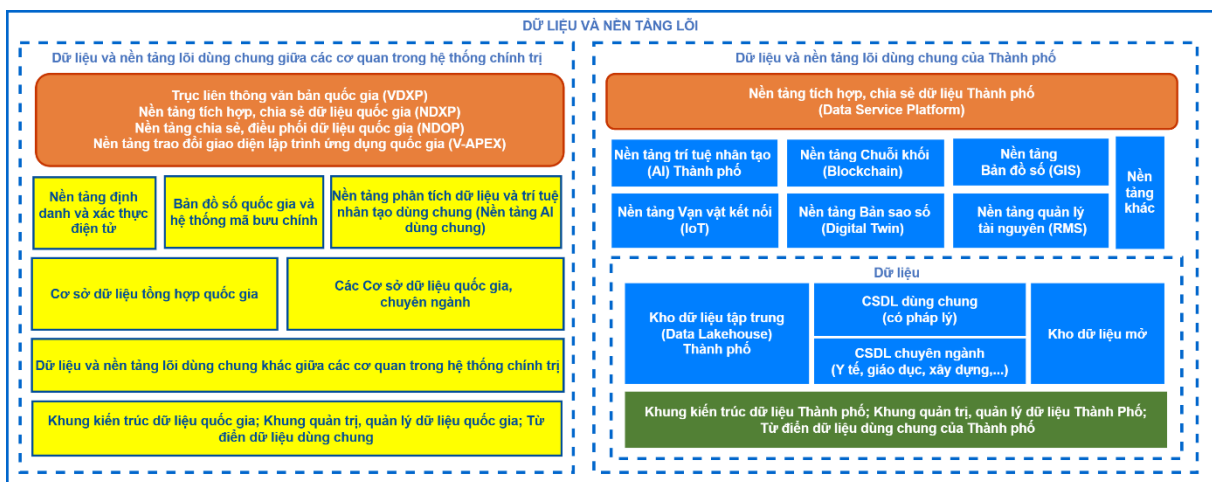 DỮ LIỆU VÀ NỀN TẢNG LÕI
Dữ liệu và nền tảng lõi dùng chung giữa các cơ quan trong hệ thống chính trị
Trục liên thông văn bản quốc gia (VDXP)
Nền tảng tích hợp, chia sẻ dữ liệu quốc gia (NDXP)
Nền tảng chia sẻ, điều phối dữ liệu quốc gia (NDOP)
Nền tảng trao đổi giao diện lập trình ứng dụng quốc gia (V-APEX)
Nền tảng định
danh và xác thực
điện tử
Bản đồ số quốc gia và
hệ thống mã bưu chính
Nền tảng phân tích dữ liệu và trí tuệ
nhân tạo dùng chung (Nền tảng AI
dùng chung)
Cơ sở dữ liệu tổng hợp quốc gia
Các Cơ sở dữ liệu quốc gia,
chuyên ngành
Dữ liệu và nền tảng lõi dùng chung khác giữa các cơ quan trong hệ thống chính trị
Khung kiến trúc dữ liệu quốc gia; Khung quản trị, quản lý dữ liệu quốc gia; Từ
điển dữ liệu dùng chung
Dữ liệu và nền tảng lõi dùng chung của Thành phố
Nền tảng tích hợp, chia sẻ dữ liệu Thành phố
(Data Service Platform)
Nền tảng trí tuệ nhân tạo
(AI) Thành phố
Nền tảng Chuỗi khối
(Blockchain)
Nền tảng
Bản đồ số (GIS)
Nền
tảng
khác
Nền tảng Vạn vật kết nối
(IoT)
Nền tảng Bản sao số
(Digital Twin)
Nền tảng quản lý
tài nguyên (RMS)
Dữ liệu
Kho dữ liệu tập trung
(Data Lakehouse)
Thành phố
CSDL dùng chung
(có pháp lý)
CSDL chuyên ngành
(Y tế, giáo dục, xây dựng,...)
Kho dữ liệu mở
Khung kiến trúc dữ liệu Thành phố; Khung quản trị, quản lý dữ liệu Thành Phố;
Từ điển dữ liệu dùng chung của Thành phố